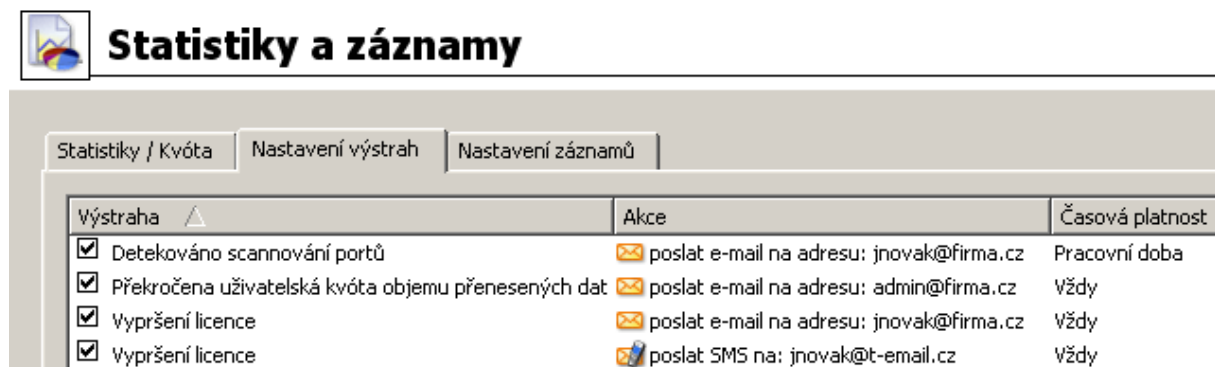 Statistiky a záznamy
Statistiky / Kvóta Nastavení výstrah Nastavení záznamů
Výstraha Akce Časová platnost
Detekováno scannování portů poslat e-mail na adresu: jnovak@firma.cz Pracovní doba
Překročena uživatelská kvóta objemu přenesených dat poslat e-mail na adresu: admin@firma.cz Vždy
Vypršení licence poslat e-mail na adresu: jnovak@firma.cz Vždy
Vypršení licence poslat SMS na: jnovak@t-email.cz Vždy